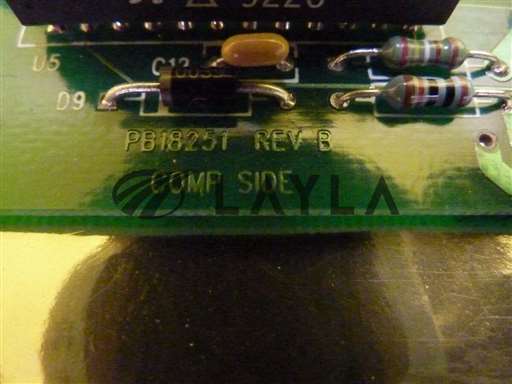 U5
C13
D9
PB18251 REV B
COMP SIDE
LAYLA